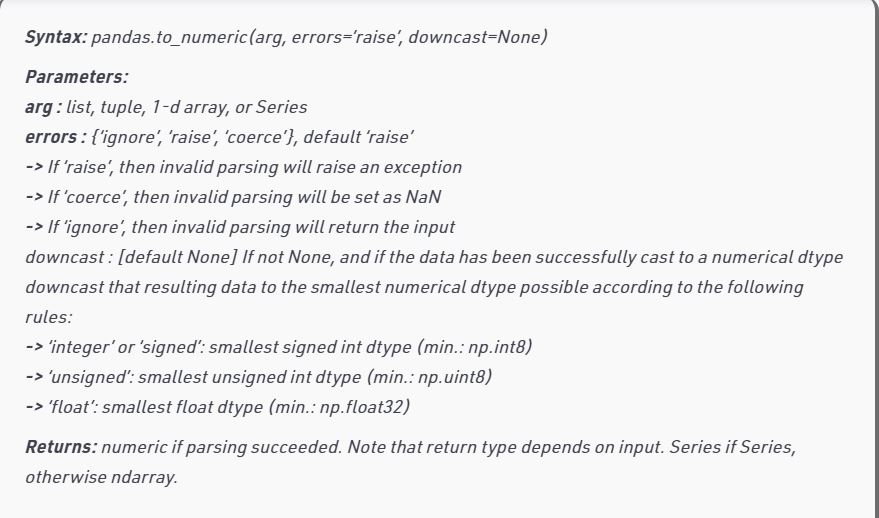 Syntax: pandas.to_numeric(arg, errors=’raise’, downcast=None)
Parameters:
arg : list, tuple, 1-d array, or Series
errors : {‘ignore’, ‘raise’, ‘coerce’}, default ‘raise’
-> If ‘raise’, then invalid parsing will raise an exception
-> If ‘coerce’, then invalid parsing will be set as NaN
-> If ‘ignore’, then invalid parsing will return the input
downcast : [default None] If not None, and if the data has been successfully cast to a numerical dtype
downcast that resulting data to the smallest numerical dtype possible according to the following
rules:
-> ‘integer’ or ‘signed’: smallest signed int dtype (min.: np.int8)
-> ‘unsigned’: smallest unsigned int dtype (min.: np.uint8)
-> ‘float’: smallest float dtype (min.: np.float32)
Returns: numeric if parsing succeeded. Note that return type depends on input. Series if Series,
otherwise ndarray.